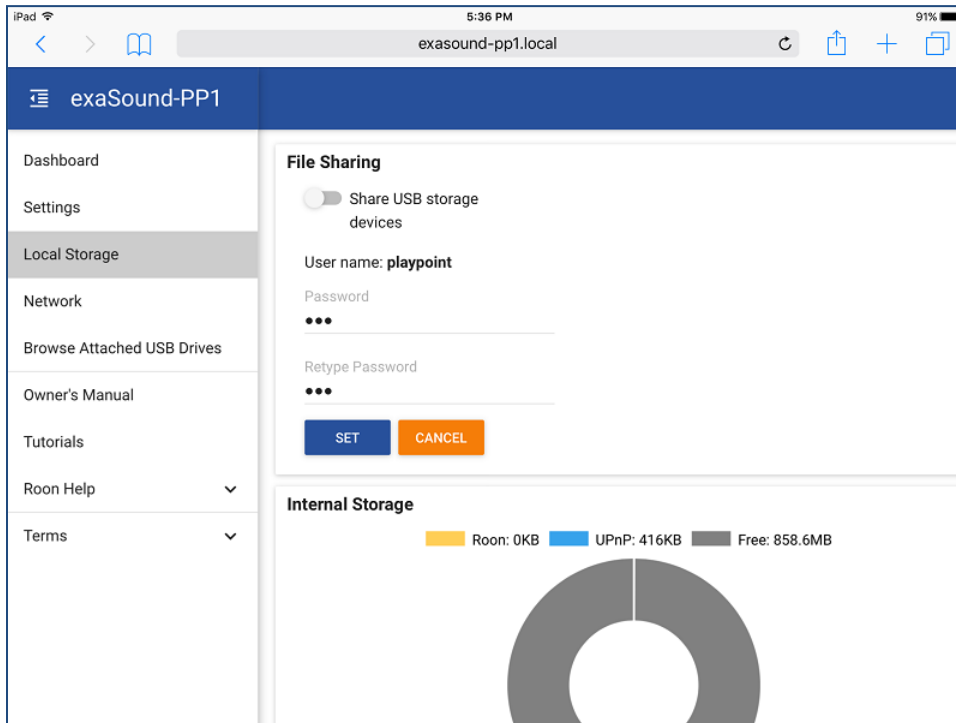 iPad 5:36 PM 91%
exasound-pp1.local
exaSound-PP1
Dashboard
Settings
Local Storage
Network
Browse Attached USB Drives
Owner's Manual
Tutorials
Roon Help
Terms
File Sharing
Share USB storage
devices
User name: playpoint
Password
•••
Retype Password
•••
SET CANCEL
Internal Storage
Roon: 0KB UPnP: 416KB Free: 858.6MB